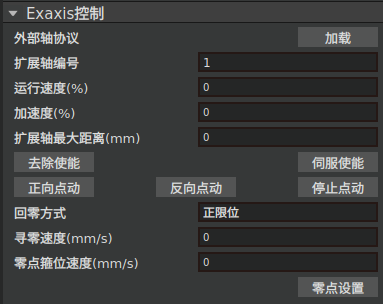 Exaxis控制
外部轴协议 加载
扩展轴编号 1
运行速度(%) 0
加速度(%) 0
扩展轴最大距离(mm) 0
去除使能 伺服使能
正向点动 反向点动 停止点动
回零方式 正限位
寻零速度(mm/s) 0
零点箍位速度(mm/s) 0
零点设置